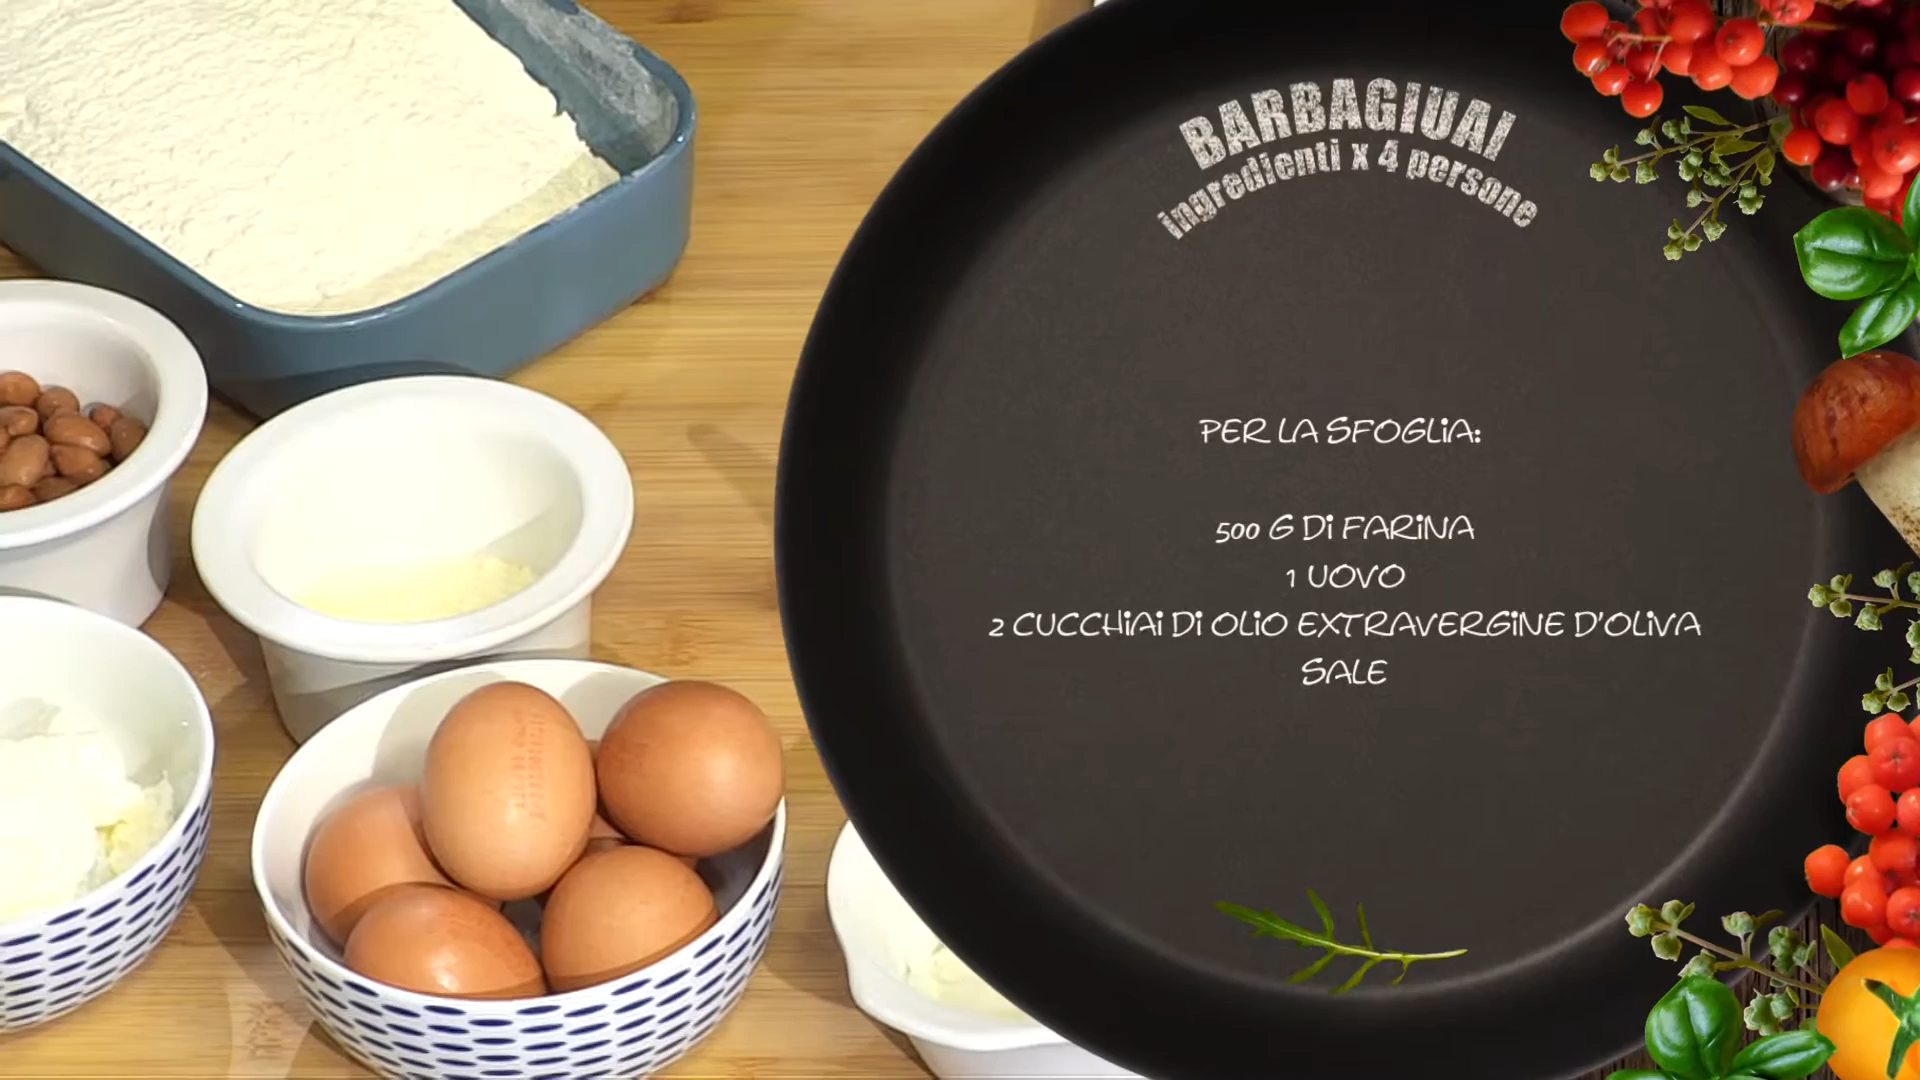 BARBAGIUAI
ingredienti x 4 persone
PER LA SFOGLIA:
500 G DI FARINA
1 UOVO
2 CUCCHIAI DI OLIO EXTRAVERGINE D'OLIVA
SALE